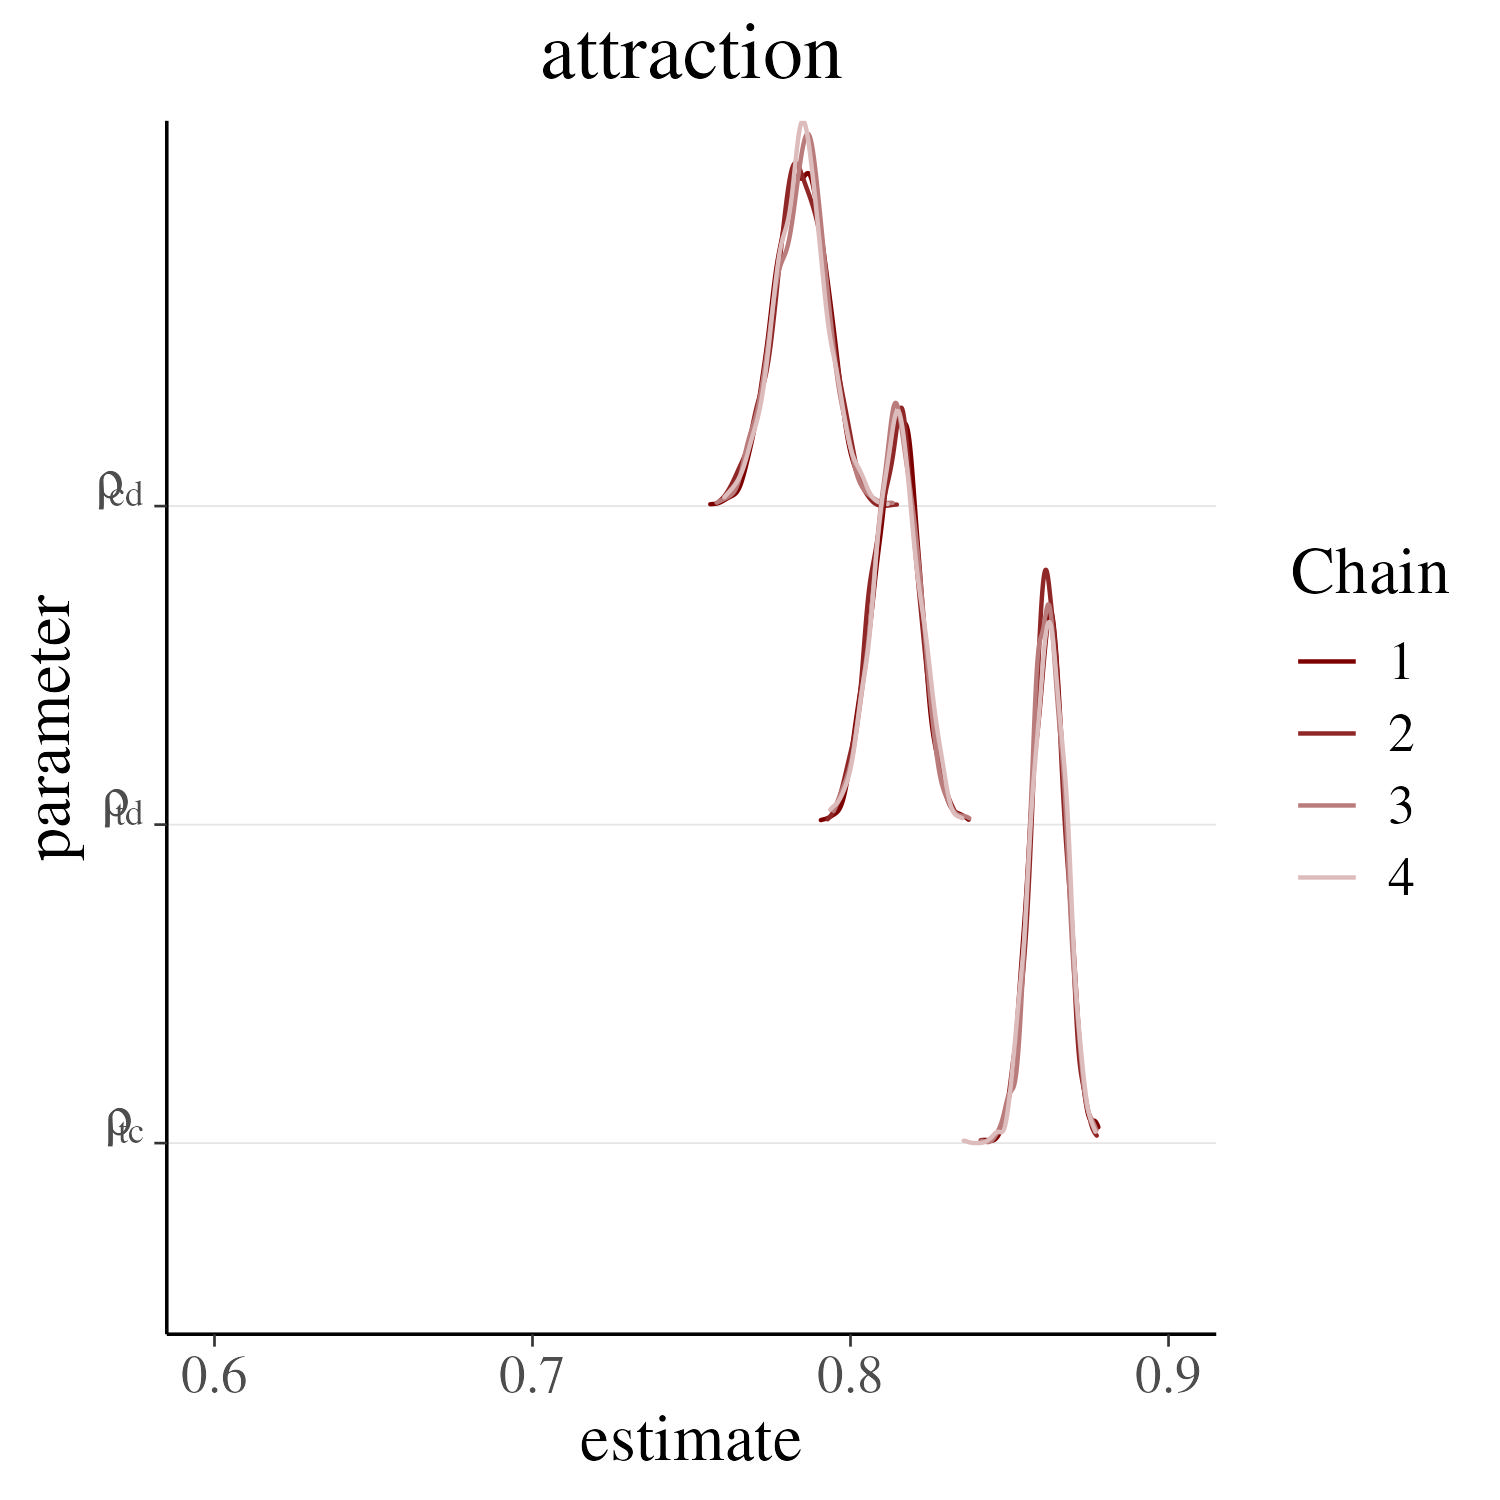 attraction
parameter
ρcd
ρtd
ρtc
0.6 0.7 0.8 0.9
estimate
Chain
1
2
3
4